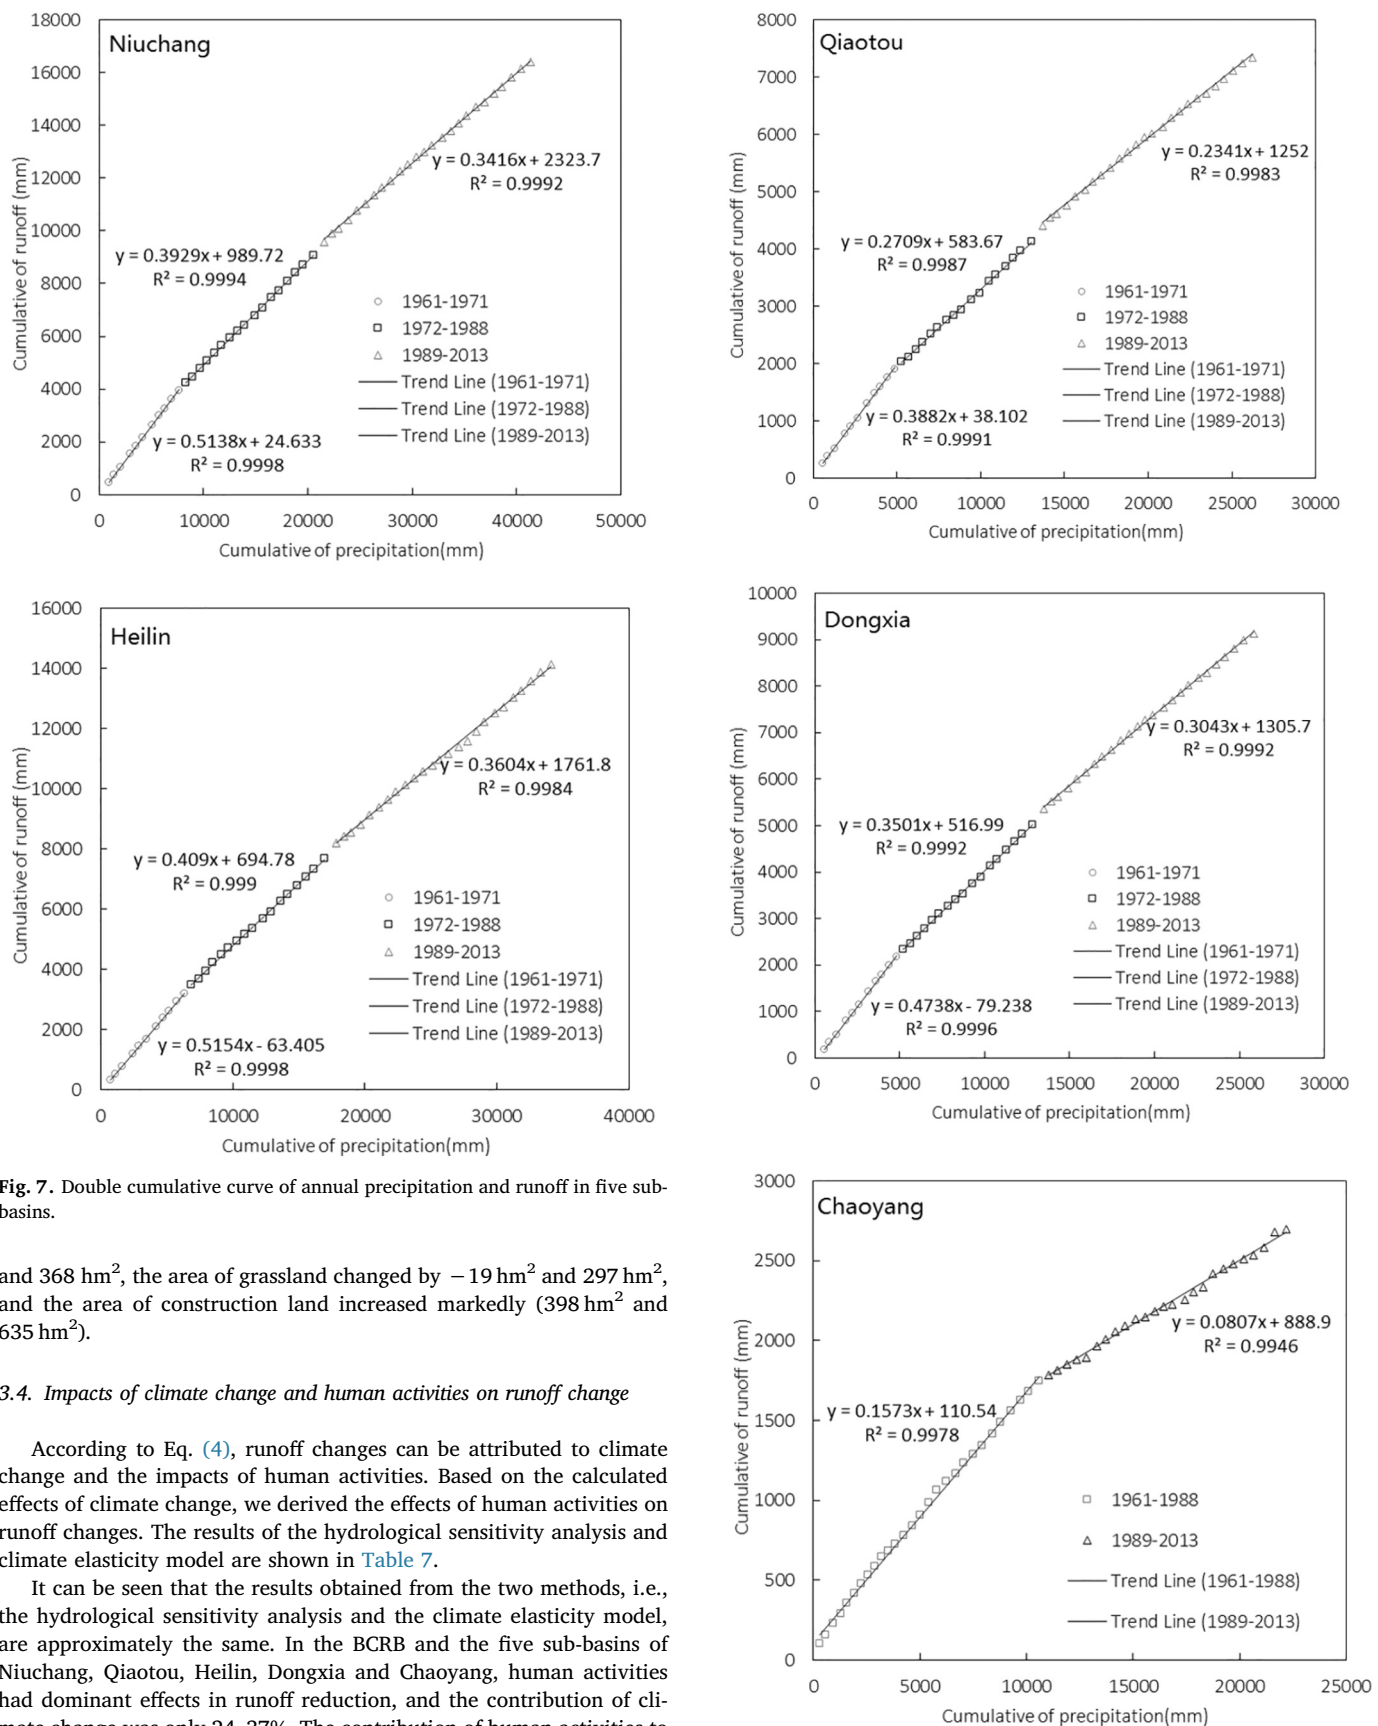 Niuchang
18000
16000
14000
12000
10000
8000
6000
4000
2000
0
0 10000 20000 30000 40000 50000
Cumulative of runoff (mm)
Cumulative of precipitation(mm)
y = 0.3416x + 2323.7
R² = 0.9992
y = 0.3929x + 989.72
R² = 0.9994
y = 0.5138x + 24.633
R² = 0.9998
1961-1971
1972-1988
1989-2013
Trend Line (1961-1971)
Trend Line (1972-1988)
Trend Line (1989-2013)
Qiaotou
8000
7000
6000
5000
4000
3000
2000
1000
0
0 5000 10000 15000 20000 25000 30000
Cumulative of runoff (mm)
Cumulative of precipitation(mm)
y = 0.2341x + 1252
R² = 0.9983
y = 0.2709x + 583.67
R² = 0.9987
y = 0.3882x + 38.102
R² = 0.9991
1961-1971
1972-1988
1989-2013
Trend Line (1961-1971)
Trend Line (1972-1988)
Trend Line (1989-2013)
Heilin
16000
14000
12000
10000
8000
6000
4000
2000
0
0 10000 20000 30000 40000
Cumulative of runoff (mm)
Cumulative of precipitation(mm)
y = 0.3604x + 1761.8
R² = 0.9984
y = 0.409x + 694.78
R² = 0.999
y = 0.5154x - 63.405
R² = 0.9998
1961-1971
1972-1988
1989-2013
Trend Line (1961-1971)
Trend Line (1972-1988)
Trend Line (1989-2013)
Dongxia
10000
9000
8000
7000
6000
5000
4000
3000
2000
1000
0
0 5000 10000 15000 20000 25000 30000
Cumulative of runoff (mm)
Cumulative of precipitation(mm)
y = 0.3043x + 1305.7
R² = 0.9992
y = 0.3501x + 516.99
R² = 0.9992
y = 0.4738x - 79.238
R² = 0.9996
1961-1971
1972-1988
1989-2013
Trend Line (1961-1971)
Trend Line (1972-1988)
Trend Line (1989-2013)
Chaoyang
3000
2500
2000
1500
1000
500
0
0 5000 10000 15000 20000 25000
Cumulative of runoff (mm)
Cumulative of precipitation(mm)
y = 0.0807x + 888.9
R² = 0.9946
y = 0.1573x + 110.54
R² = 0.9978
1961-1988
1989-2013
Trend Line (1961-1988)
Trend Line (1989-2013)
Fig. 7. Double cumulative curve of annual precipitation and runoff in five sub-
basins.
and 368 hm², the area of grassland changed by −19 hm² and 297 hm²,
and the area of construction land increased markedly (398 hm² and
635 hm²).
3.4. Impacts of climate change and human activities on runoff change
According to Eq. (4), runoff changes can be attributed to climate
change and the impacts of human activities. Based on the calculated
effects of climate change, we derived the effects of human activities on
runoff changes. The results of the hydrological sensitivity analysis and
climate elasticity model are shown in Table 7.
It can be seen that the results obtained from the two methods, i.e.,
the hydrological sensitivity analysis and the climate elasticity model,
are approximately the same. In the BCRB and the five sub-basins of
Niuchang, Qiaotou, Heilin, Dongxia and Chaoyang, human activities
had dominant effects in runoff reduction, and the contribution of cli-